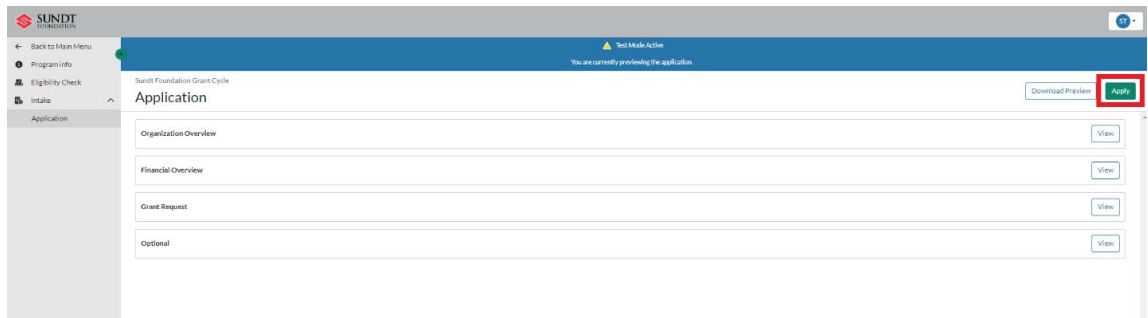 SUNDT
FOUNDATION
ST
Back to Main Menu
Program info
Eligibility Check
Intake
Application
Test Mode Active
You are currently previewing the application.
Sundt Foundation Grant Cycle
Application
Download Preview
Apply
Organization Overview
View
Financial Overview
View
Grant Request
View
Optional
View